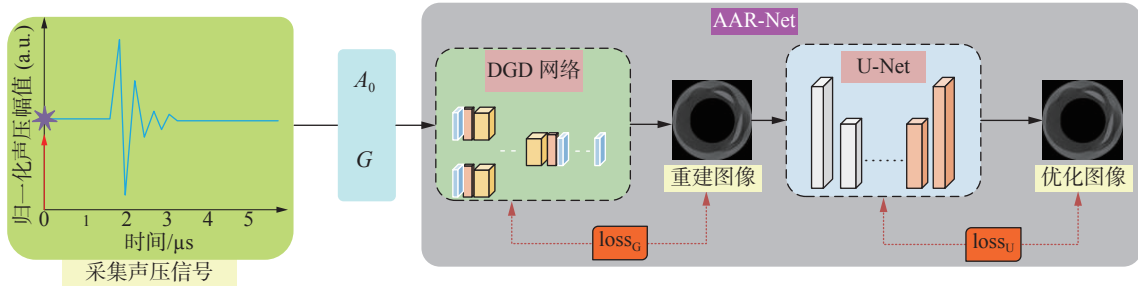 AAR-Net
归一化声压幅值 (a.u.)
0 1 2 3 4 5
时间/μs
采集声压信号
A0
G
DGD 网络
重建图像
lossG
U-Net
优化图像
lossU